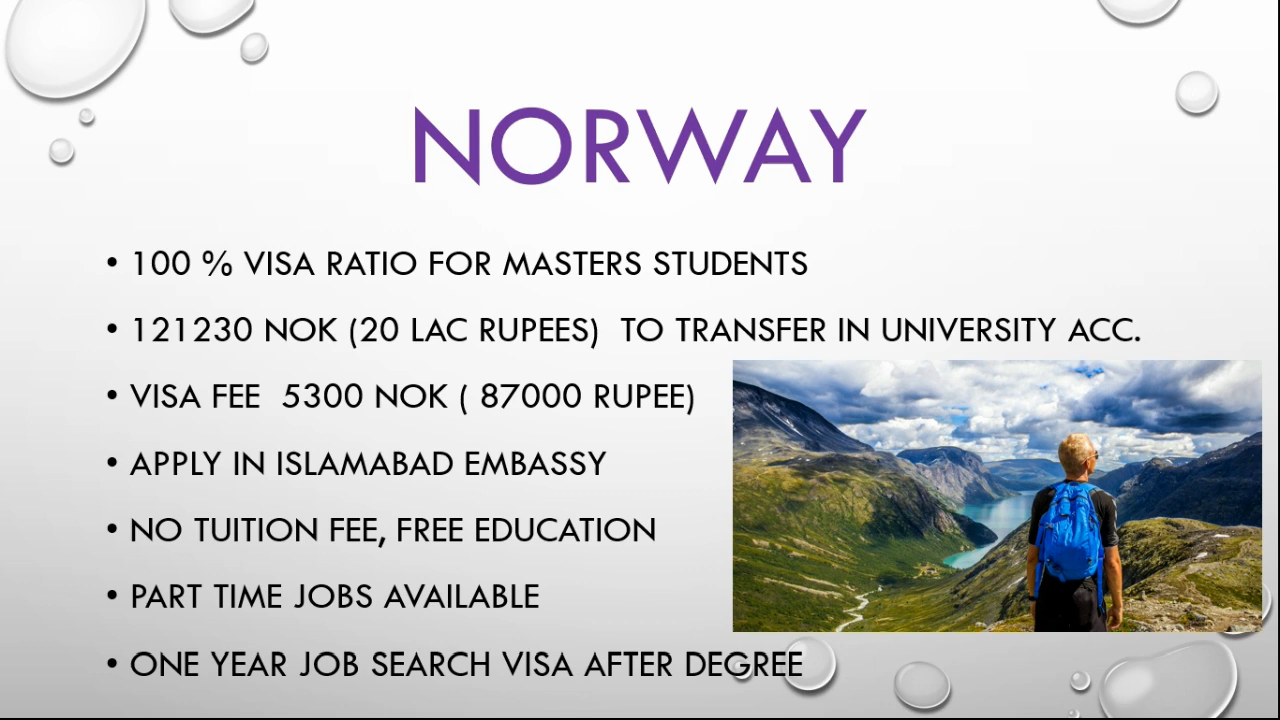 NORWAY
• 100 % VISA RATIO FOR MASTERS STUDENTS
• 121230 NOK (20 LAC RUPEES)  TO TRANSFER IN UNIVERSITY ACC.
• VISA FEE  5300 NOK ( 87000 RUPEE)
• APPLY IN ISLAMABAD EMBASSY
• NO TUITION FEE, FREE EDUCATION
• PART TIME JOBS AVAILABLE
• ONE YEAR JOB SEARCH VISA AFTER DEGREE